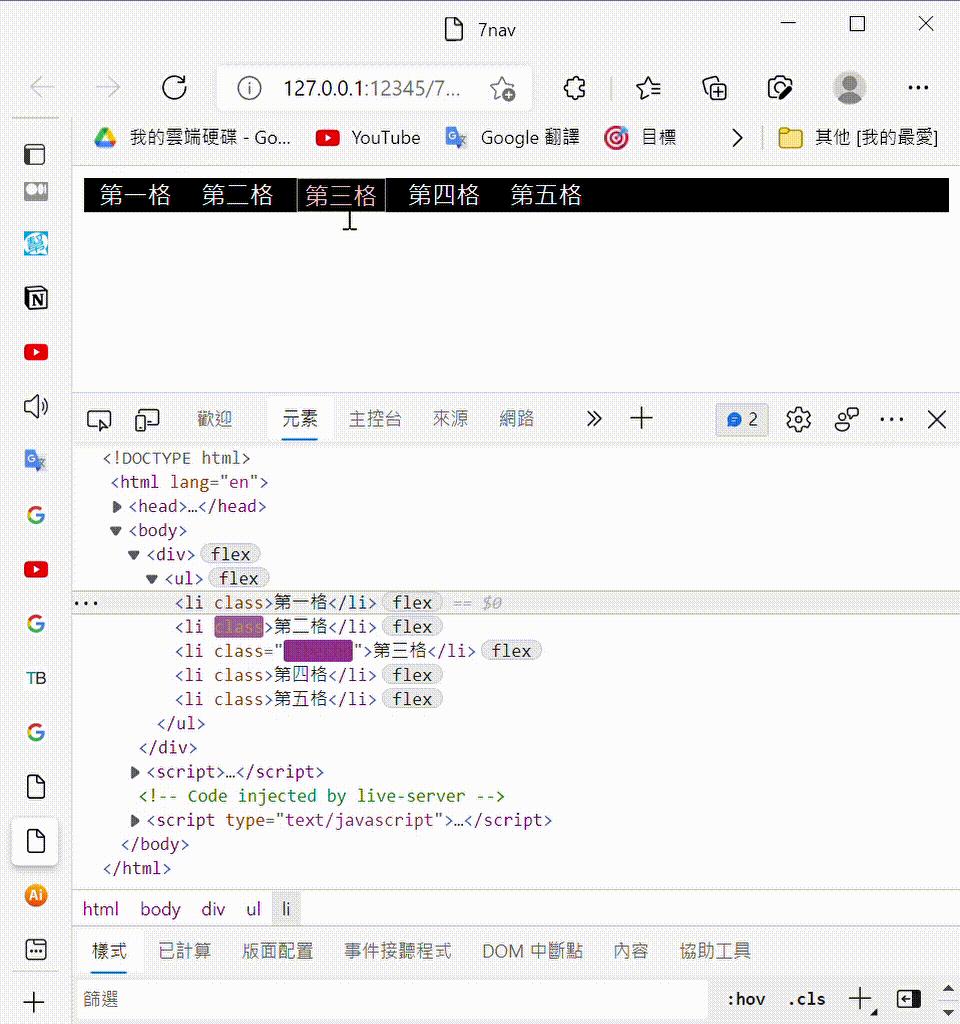 7nav
127.0.0.1:12345/7...
我的雲端硬碟 - Go... YouTube Google 翻譯 目標 其他 [我的最愛]
第一格 第二格 第三格 第四格 第五格
歡迎 元素 主控台 來源 網路 2
<!DOCTYPE html>
<html lang="en">
<head>…</head>
<body>
<div> flex
<ul> flex
... <li class>第一格</li> flex == $0
<li class>第二格</li> flex
<li class="">第三格</li> flex
<li class>第四格</li> flex
<li class>第五格</li> flex
</ul>
</div>
<script>…</script>
<!-- Code injected by live-server -->
<script type="text/javascript">…</script>
</body>
</html>
TB
Ai
html body div ul li
樣式 已計算 版面配置 事件接聽程式 DOM 中斷點 內容 協助工具
篩選 :hov .cls